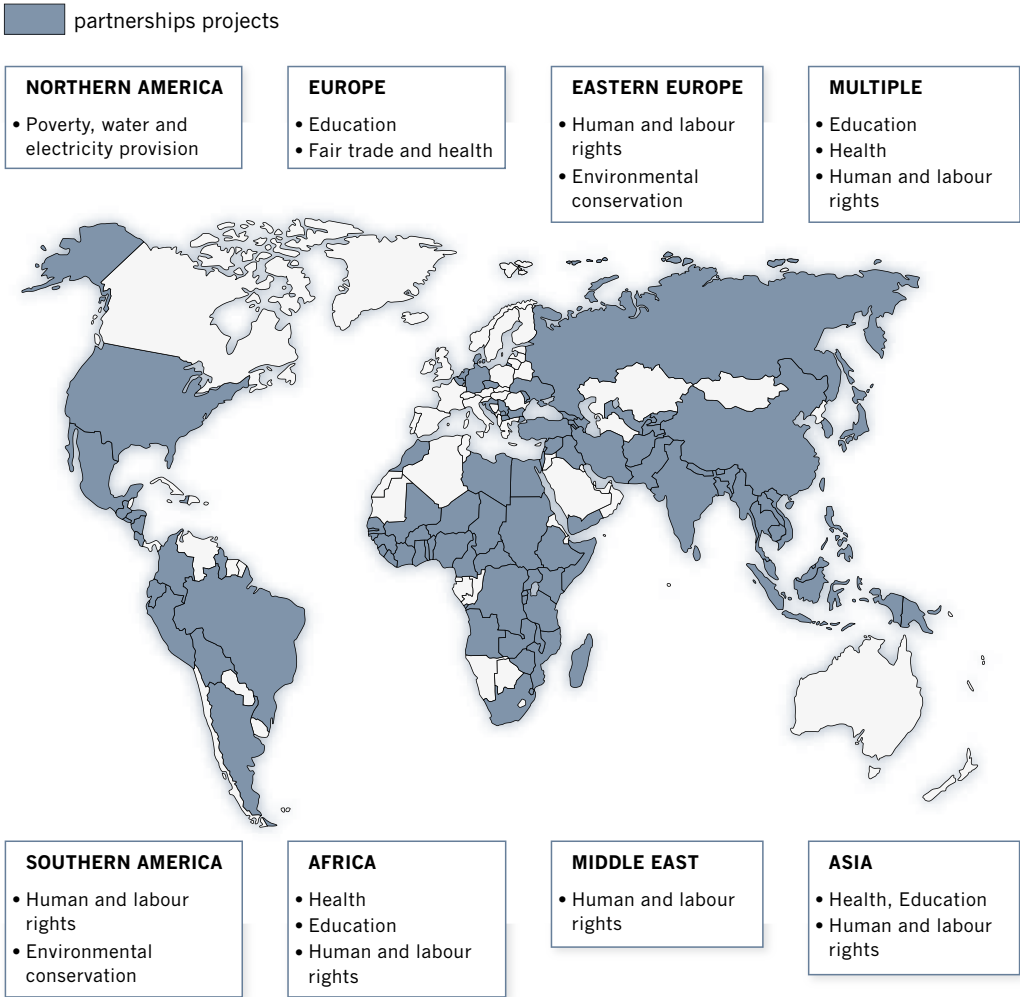 partnerships projects
NORTHERN AMERICA
• Poverty, water and
electricity provision
EUROPE
• Education
• Fair trade and health
EASTERN EUROPE
• Human and labour
rights
• Environmental
conservation
MULTIPLE
• Education
• Health
• Human and labour
rights
SOUTHERN AMERICA
• Human and labour
rights
• Environmental
conservation
AFRICA
• Health
• Education
• Human and labour
rights
MIDDLE EAST
• Human and labour
rights
ASIA
• Health, Education
• Human and labour
rights